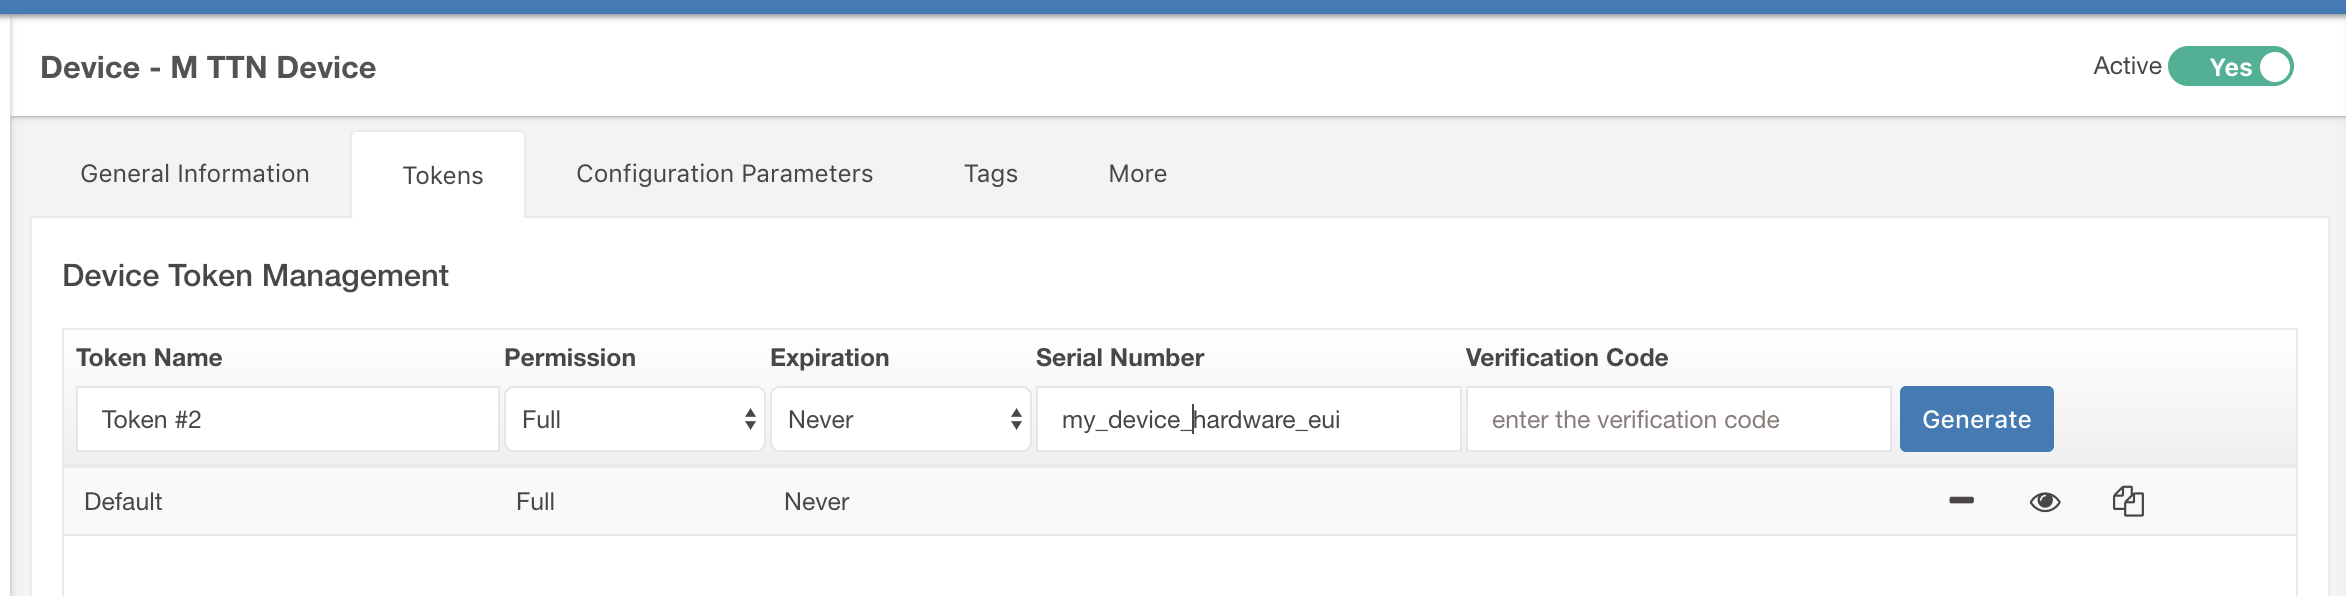 Device - M TTN Device
Active Yes
General Information Tokens Configuration Parameters Tags More
Device Token Management
Token Name Permission Expiration Serial Number Verification Code
Token #2 Full Never my_device_hardware_eui enter the verification code Generate
Default Full Never